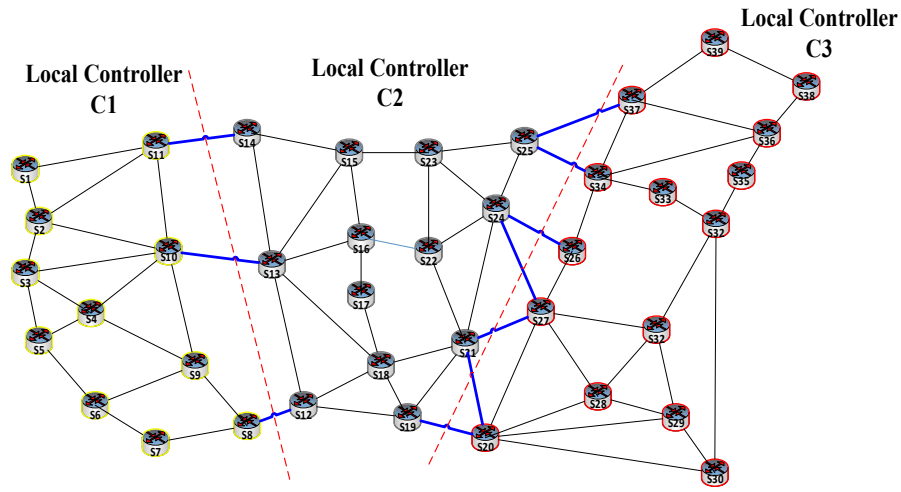 Local Controller
C3
Local Controller
C2
Local Controller
C1
S39
S38
S37
S36
S14
S11
S25
S15
S23
S1
S34
S35
S33
S2
S24
S32
S16
S10
S22
S26
S13
S3
S17
S4
S27
S5
S32
S21
S9
S18
S28
S12
S6
S19
S29
S8
S20
S7
S30